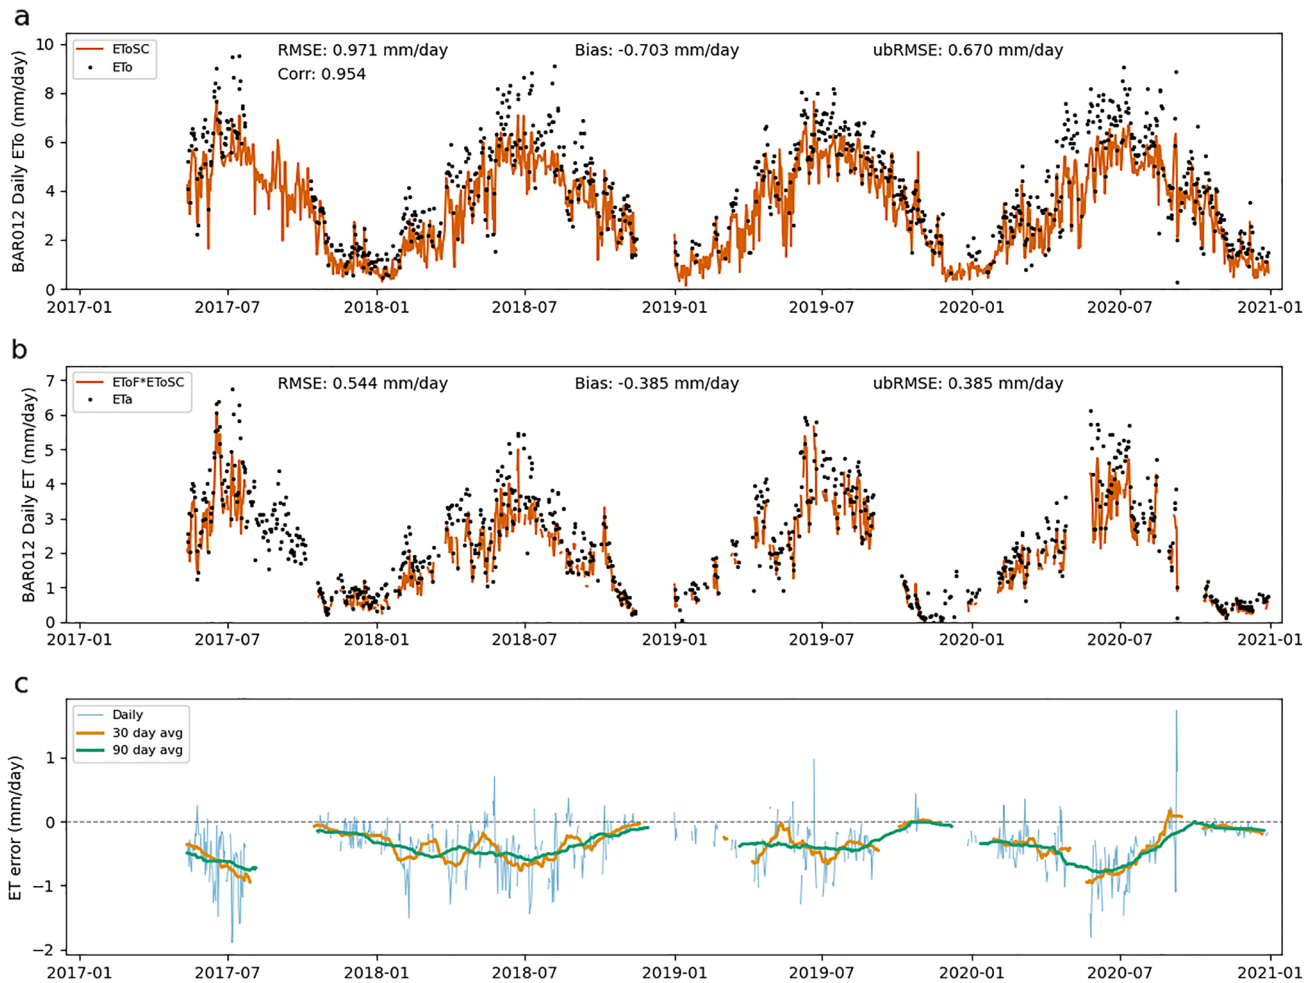 a
BAR012 Daily ETo (mm/day)
10
8
6
4
2
0
EToSC
ETo
RMSE: 0.971 mm/day
Bias: -0.703 mm/day
ubRMSE: 0.670 mm/day
Corr: 0.954
2017-01
2017-07
2018-01
2018-07
2019-01
2019-07
2020-01
2020-07
2021-01
b
BAR012 Daily ET (mm/day)
7
6
5
4
3
2
1
0
EToF*EToSC
ETa
RMSE: 0.544 mm/day
Bias: -0.385 mm/day
ubRMSE: 0.385 mm/day
2017-01
2017-07
2018-01
2018-07
2019-01
2019-07
2020-01
2020-07
2021-01
c
ET error (mm/day)
1
0
−1
−2
Daily
30 day avg
90 day avg
2017-01
2017-07
2018-01
2018-07
2019-01
2019-07
2020-01
2020-07
2021-01